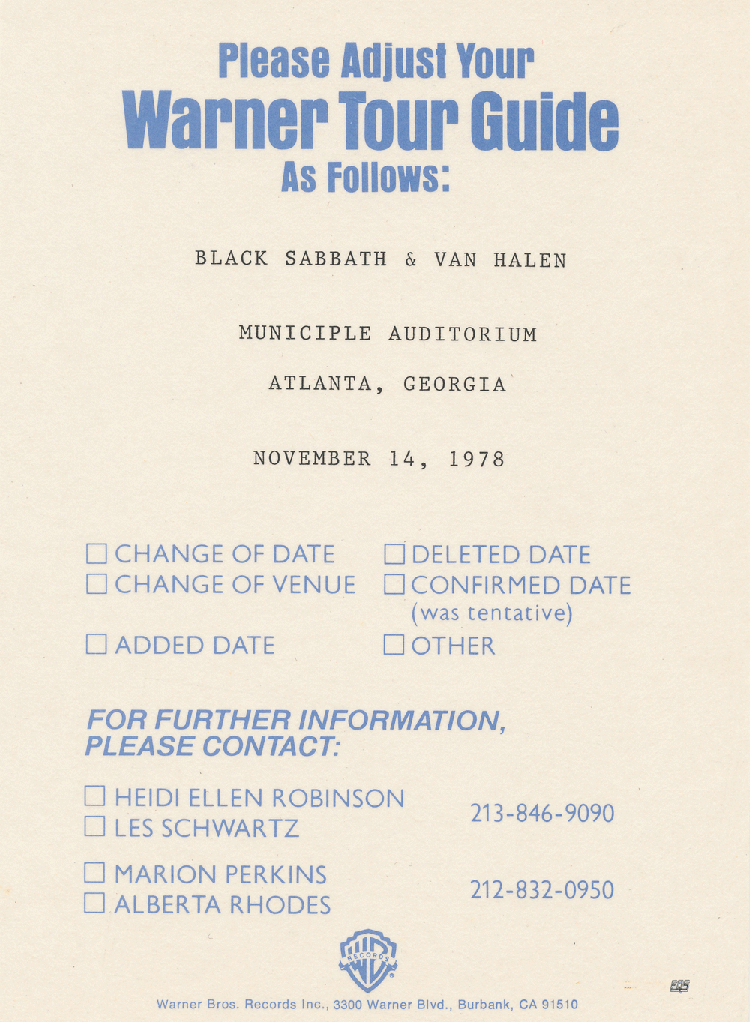 Please Adjust Your
Warner Tour Guide
As Follows:
BLACK SABBATH & VAN HALEN
MUNICIPLE AUDITORIUM
ATLANTA, GEORGIA
NOVEMBER 14, 1978
☐ CHANGE OF DATE ☐ DELETED DATE
☐ CHANGE OF VENUE ☐ CONFIRMED DATE
(was tentative)
☐ ADDED DATE ☐ OTHER
FOR FURTHER INFORMATION,
PLEASE CONTACT:
☐ HEIDI ELLEN ROBINSON
213-846-9090
☐ LES SCHWARTZ
☐ MARION PERKINS
212-832-0950
☐ ALBERTA RHODES
WB
RECORDS
®
Warner Bros. Records Inc., 3300 Warner Blvd., Burbank, CA 91510